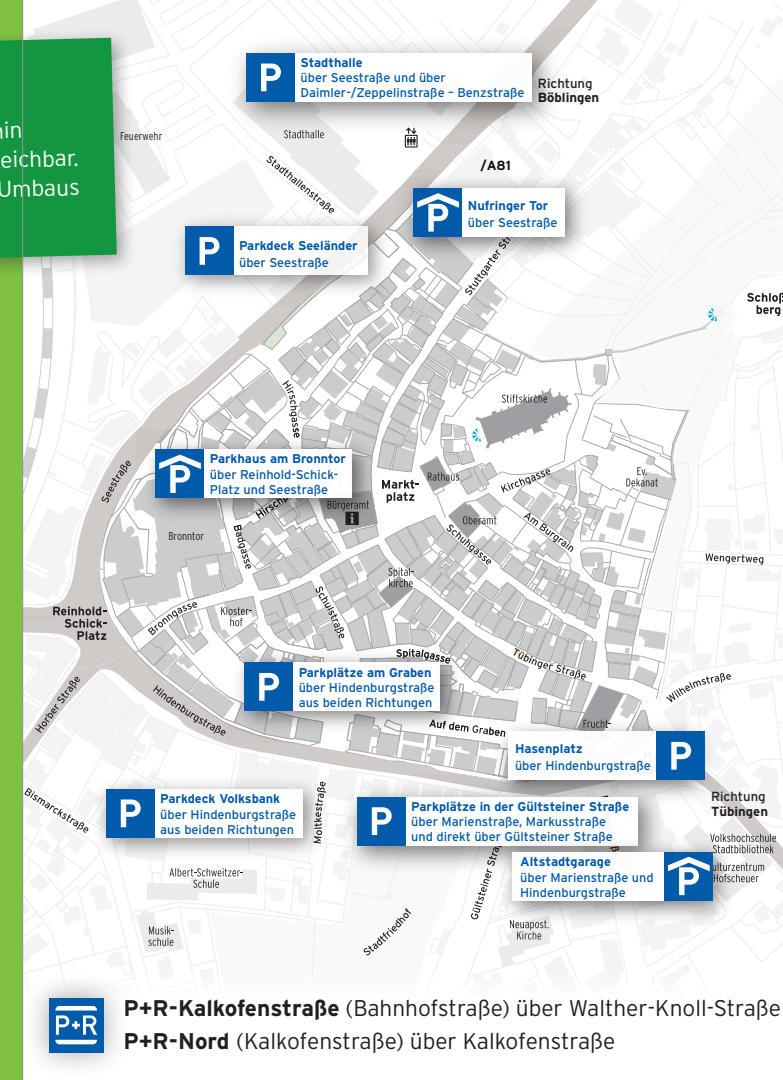 eichbar.
Umbaus
P
Stadthalle
über Seestraße und über
Daimler-/Zeppelinstraße – Benzstraße
Richtung
Böblingen
Feuerwehr
Stadthalle
Stadthallenstraße
/A81
P
Nufringer Tor
über Seestraße
P
Parkdeck Seeländer
über Seestraße
Stuttgarter
Schloß
berg
Hirschgasse
Stiftskirche
P
Parkhaus am Bronntor
über Reinhold-Schick-
Platz und Seestraße
Seestraße
Markt-
platz
Rathaus
Kirchgasse
Ev.
Dekanat
Bürgeramt
i
Oberamt
Am Burgrain
Schuhgasse
Bronntor
Badgasse
Wengertweg
Spital-
kirche
Schulstraße
Reinhold-
Schick-
Platz
Bronngasse
Kloster-
hof
Spitalgasse
Tübinger Straße
Wilhelmstraße
P
Parkplätze am Graben
über Hindenburgstraße
aus beiden Richtungen
Horber Straße
Hindenburgstraße
Auf dem Graben
Frucht-
Hasenplatz
über Hindenburgstraße
P
Bismarckstraße
P
Parkdeck Volksbank
über Hindenburgstraße
aus beiden Richtungen
Moltkestraße
P
Parkplätze in der Gültsteiner Straße
über Marienstraße, Markusstraße
und direkt über Gültsteiner Straße
Richtung
Tübingen
Volkshochschule
Stadtbibliothek
ulturzentrum
Hofscheuer
Altstadtgarage
über Marienstraße und
Hindenburgstraße
P
Albert-Schweitzer-
Schule
Gültsteiner
Musik-
schule
Stadtfriedhof
Neuapost.
Kirche
P+R
P+R-Kalkofenstraße (Bahnhofstraße) über Walther-Knoll-Straße
P+R-Nord (Kalkofenstraße) über Kalkofenstraße